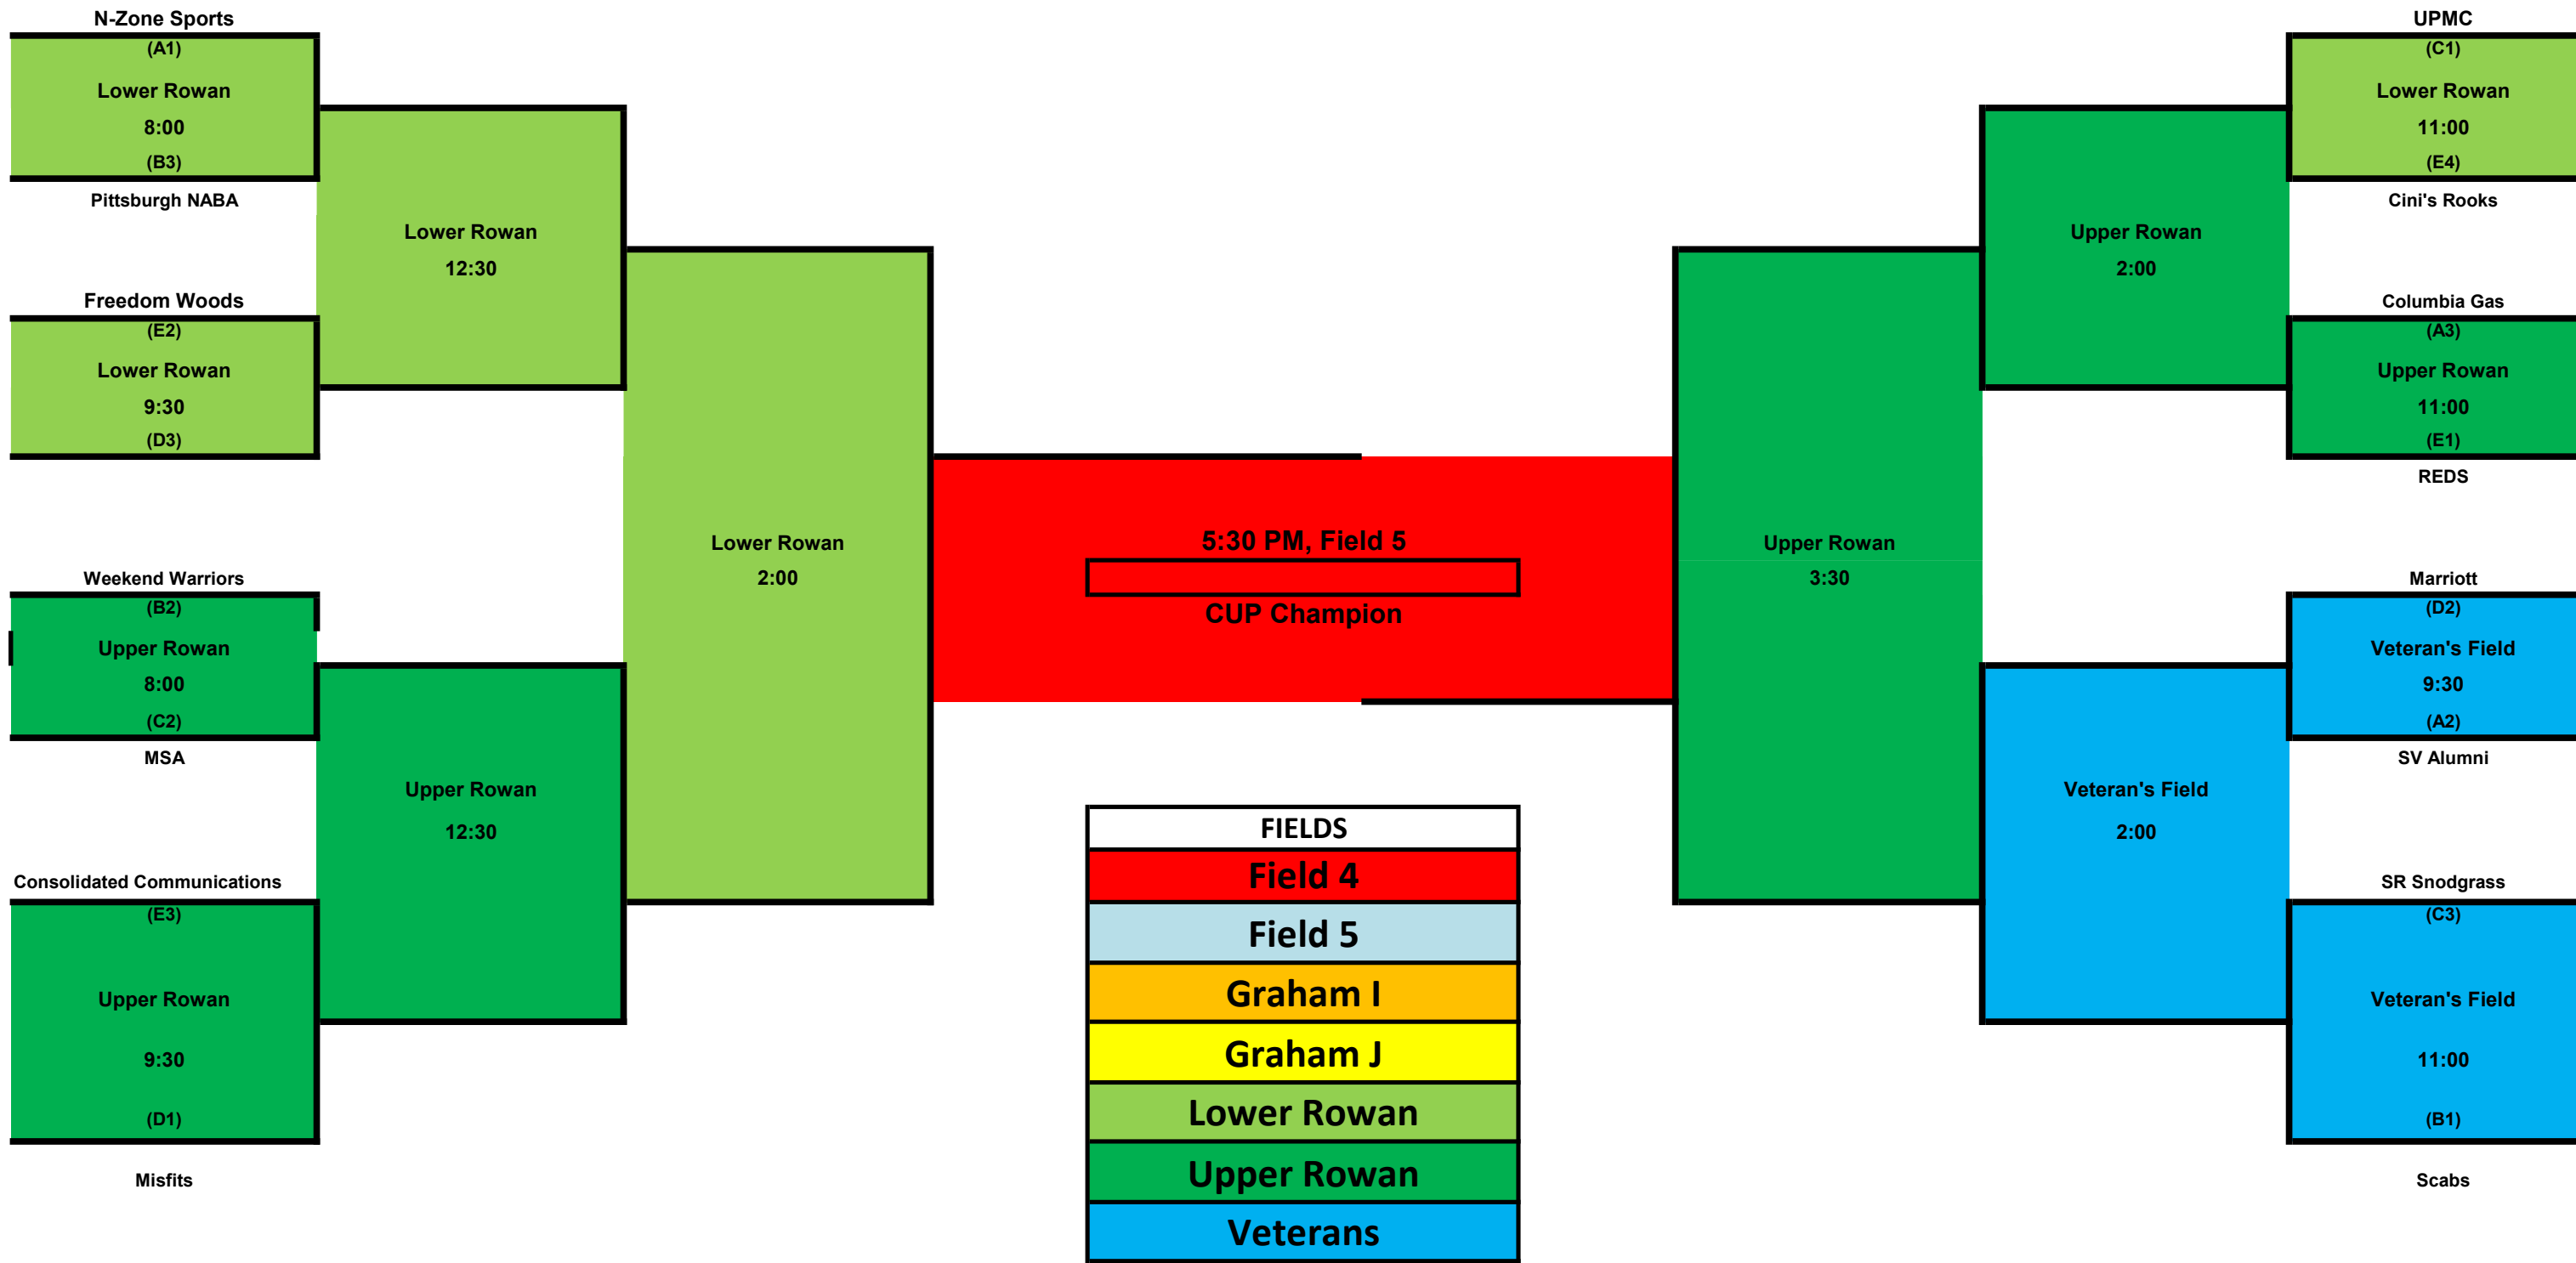 N-Zone Sports
(A1)
Lower Rowan
8:00
(B3)
Pittsburgh NABA
Freedom Woods
(E2)
Lower Rowan
9:30
(D3)
Weekend Warriors
(B2)
Upper Rowan
8:00
(C2)
MSA
Consolidated Communications
(E3)
Upper Rowan
9:30
(D1)
Misfits
Lower Rowan
12:30
Upper Rowan
12:30
Lower Rowan
2:00
5:30 PM, Field 5
CUP Champion
FIELDS
Field 4
Field 5
Graham I
Graham J
Lower Rowan
Upper Rowan
Veterans
Upper Rowan
3:30
Upper Rowan
2:00
Veteran's Field
2:00
UPMC
(C1)
Lower Rowan
11:00
(E4)
Cini's Rooks
Columbia Gas
(A3)
Upper Rowan
11:00
(E1)
REDS
Marriott
(D2)
Veteran's Field
9:30
(A2)
SV Alumni
SR Snodgrass
(C3)
Veteran's Field
11:00
(B1)
Scabs